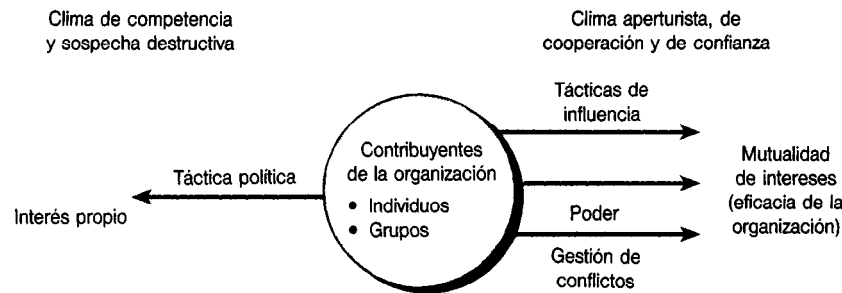 Clima de competencia
y sospecha destructiva
Clima aperturista, de
cooperación y de confianza
Tácticas de
influencia
Contribuyentes
de la organización
• Individuos
• Grupos
Táctica política
Interés propio
Mutualidad
de intereses
(eficacia de la
organización)
Poder
Gestión de
conflictos